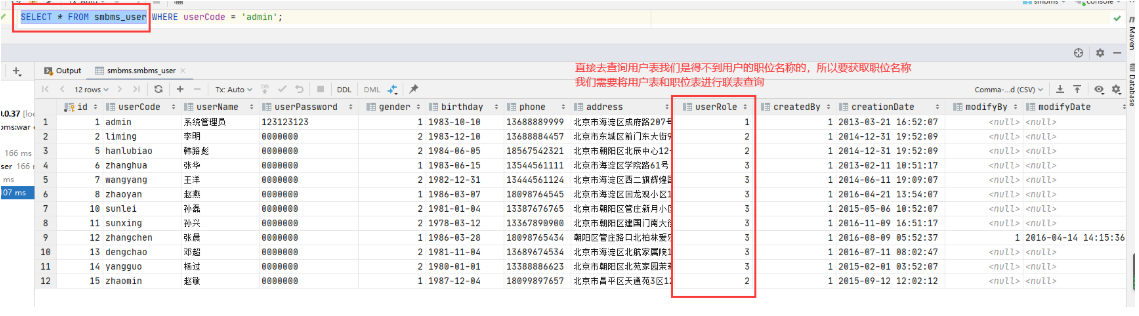 smbms
console
SELECT * FROM smbms_user WHERE userCode = 'admin';
Maven
Database
Output
smbms.smbms_user
直接去查询用户表我们是得不到用户的职位名称的，所以要获取职位名称
我们需要将用户表和职位表进行联表查询
12 rows
Tx: Auto
DDL
DML
Comma-...d (CSV)
id userCode userName userPassword gender birthday phone address userRole createdBy creationDate modifyBy modifyDate
1 1 admin 系统管理员 123123123 1 1983-10-10 13688889999 北京市海淀区成府路207号 1 1 2013-03-21 16:52:07 <null> <null>
2 2 liming 李明 0000000 2 1983-12-10 13688884457 北京市东城区前门东大街9 2 1 2014-12-31 19:52:09 <null> <null>
3 5 hanlubiao 韩路彪 0000000 2 1984-06-05 18567542321 北京市朝阳区北辰中心12 2 1 2014-12-31 19:52:09 <null> <null>
4 6 zhanghua 张华 0000000 1 1983-06-15 13544561111 北京市海淀区学院路61号 3 1 2013-02-11 10:51:17 <null> <null>
5 7 wangyang 王洋 0000000 2 1982-12-31 13444561124 北京市海淀区西二旗辉煌 3 1 2014-06-11 19:09:07 <null> <null>
6 8 zhaoyan 赵燕 0000000 1 1986-03-07 18098764545 北京市海淀区回龙观小区1 3 1 2016-04-21 13:54:07 <null> <null>
7 10 sunlei 孙磊 0000000 2 1981-01-04 13387676765 北京市朝阳区管庄新月小 3 1 2015-05-06 10:52:07 <null> <null>
8 11 sunxing 孙兴 0000000 2 1978-03-12 13367890900 北京市朝阳区建国门南大 3 1 2016-11-09 16:51:17 <null> <null>
9 12 zhangchen 张晨 0000000 1 1986-03-28 18098765434 朝阳区管庄路口北柏林爱 3 1 2016-08-09 05:52:37 1 2016-04-14 14:15:36
10 13 dengchao 邓超 0000000 2 1981-11-04 13689674534 北京市海淀区北航家属院 3 1 2016-07-11 08:02:47 <null> <null>
11 14 yangguo 杨过 0000000 2 1980-01-01 13388886623 北京市朝阳区北苑家园茉 3 1 2015-02-01 03:52:07 <null> <null>
12 15 zhaomin 赵敏 0000000 1 1987-12-04 18099897657 北京市昌平区天通苑3区12 2 1 2015-09-12 12:02:12 <null> <null>
.0.37
oms:war
166 ms
ser 166 ms
ms
07 ms